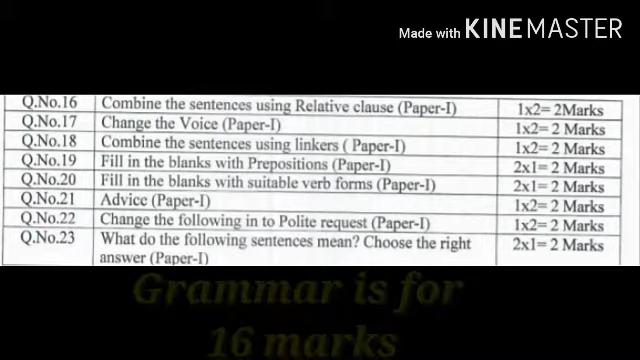 Made with KINEMASTER
Q.No.16 Combine the sentences using Relative clause (Paper-I) 1x2= 2Marks
Q.No.17 Change the Voice (Paper-I) 1x2= 2 Marks
Q.No.18 Combine the sentences using linkers ( Paper-I) 1x2= 2 Marks
Q.No.19 Fill in the blanks with Prepositions (Paper-I) 2x1= 2 Marks
Q.No.20 Fill in the blanks with suitable verb forms (Paper-I) 2x1= 2 Marks
Q.No.21 Advice (Paper-I) 1x2= 2 Marks
Q.No.22 Change the following in to Polite request (Paper-I) 1x2= 2 Marks
Q.No.23 What do the following sentences mean? Choose the right 2x1= 2 Marks
answer (Paper-I)
Grammar is for
16 marks